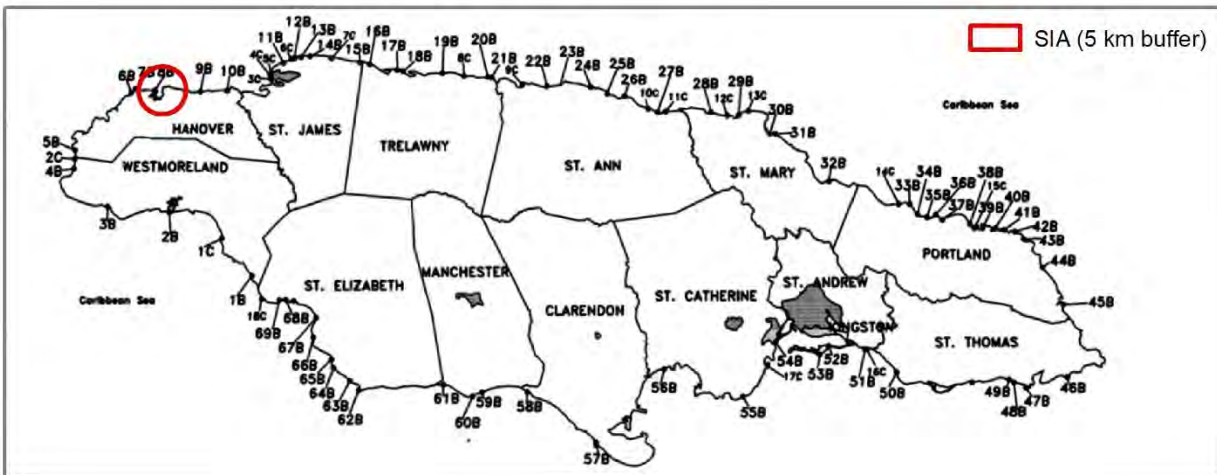 SIA (5 km buffer)
12B
13B
11B
6C
14B
7C
15B
16B
17B
18B
19B
8C
20B
21B
9C
22B
23B
24B
25B
26B
10C
27B
11C
28B
12C
29B
13C
30B
31B
4C
5C
3C
6B
7B
8B
9B
10B
Caribbean Sea
HANOVER
ST. JAMES
TRELAWNY
ST. ANN
ST. MARY
5B
2C
4B
WESTMORELAND
32B
14C
33B
34B
35B
36B
37B
38B
15C
39B
40B
41B
42B
43B
3B
2B
1C
PORTLAND
44B
45B
Caribbean Sea
1B
18C
69B
68B
67B
66B
65B
64B
63B
62B
ST. ELIZABETH
MANCHESTER
CLARENDON
ST. CATHERINE
ST. ANDREW
KINGSTON
ST. THOMAS
61B
60B
59B
58B
57B
56B
55B
17C
54B
53B
52B
51B
16C
50B
49B
48B
47B
46B